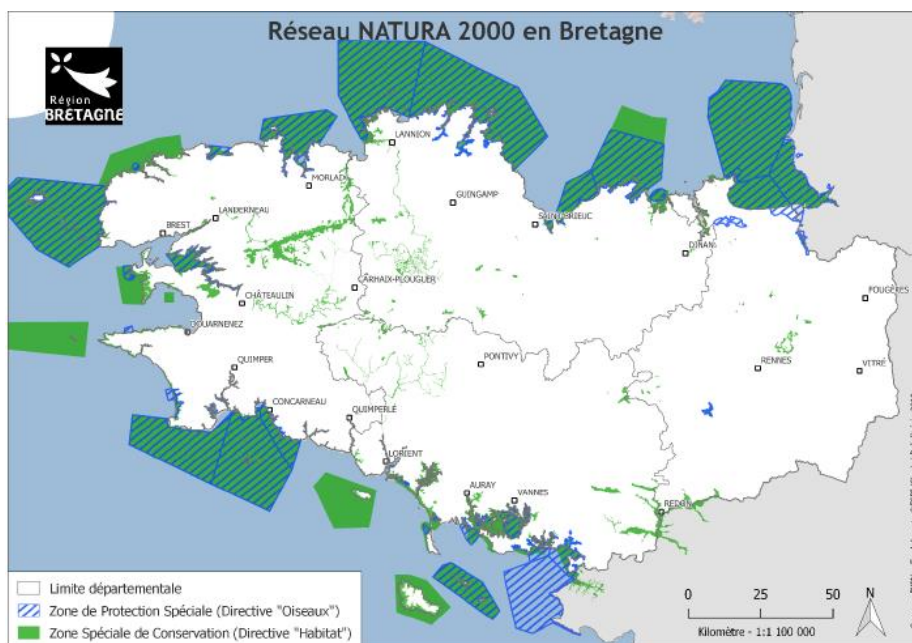 Réseau NATURA 2000 en Bretagne
Région
BRETAGNE
LANNION
MORLAIX
GUINGAMP
LANDERNEAU
SAINT-BRIEUC
BREST
DINAN
CARHAIX-PLOUGUER
CHÂTEAULIN
FOUGÈRES
DOUARNENEZ
PONTIVY
RENNES
VITRÉ
QUIMPER
CONCARNEAU
QUIMPERLÉ
LORIENT
AURAY
VANNES
REDON
Limite départementale
Zone de Protection Spéciale (Directive "Oiseaux")
Zone Spéciale de Conservation (Directive "Habitat")
0 25 50
Kilomètre - 1:1 100 000
N